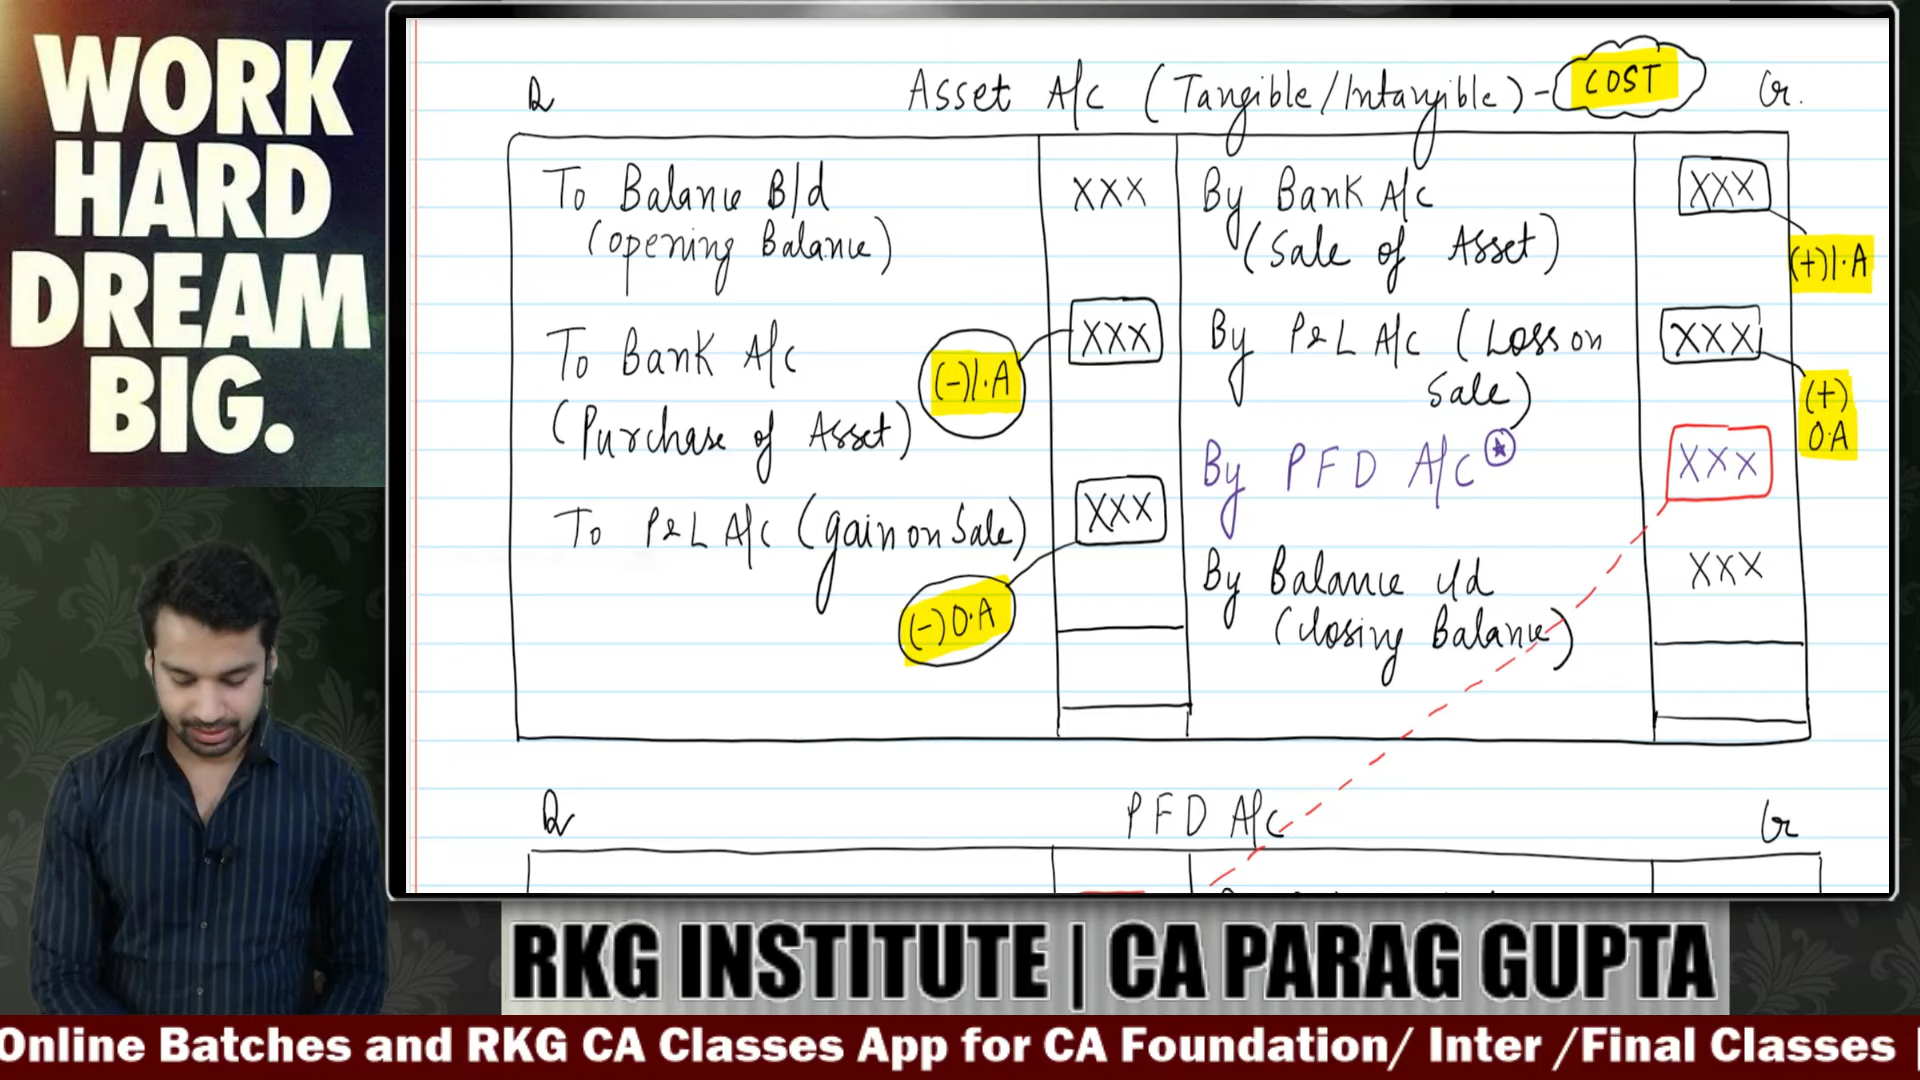 WORK
HARD
DREAM
BIG.
Dr Asset A/c (Tangible/Intangible) - COST Cr.
To Balance B/d XXX By Bank A/c XXX
(opening Balance) (Sale of Asset) (+) I.A
To Bank A/c (-) I.A XXX By P&L A/c (Loss on XXX
(Purchase of Asset) Sale) (+)
O.A
By PFD A/c XXX
To P&L A/c (gain on Sale) XXX
(-) O.A By Balance c/d XXX
(closing Balance)
Dr PFD A/c Cr
RKG INSTITUTE | CA PARAG GUPTA
Online Batches and RKG CA Classes App for CA Foundation/ Inter /Final Classes |